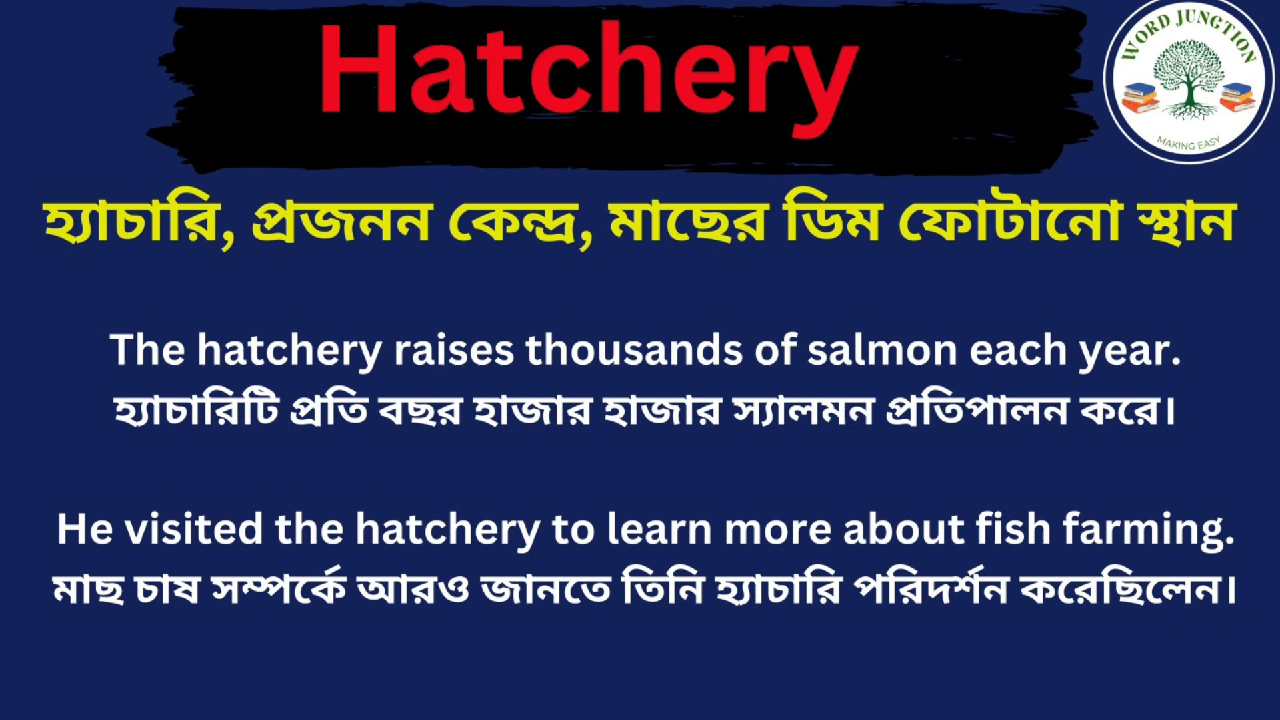 Hatchery
WORD JUNCTION
MAKING EASY
হ্যাচারি, প্রজনন কেন্দ্র, মাছের ডিম ফোটানো স্থান
The hatchery raises thousands of salmon each year.
হ্যাচারিটি প্রতি বছর হাজার হাজার স্যালমন প্রতিপালন করে।
He visited the hatchery to learn more about fish farming.
মাছ চাষ সম্পর্কে আরও জানতে তিনি হ্যাচারি পরিদর্শন করেছিলেন।